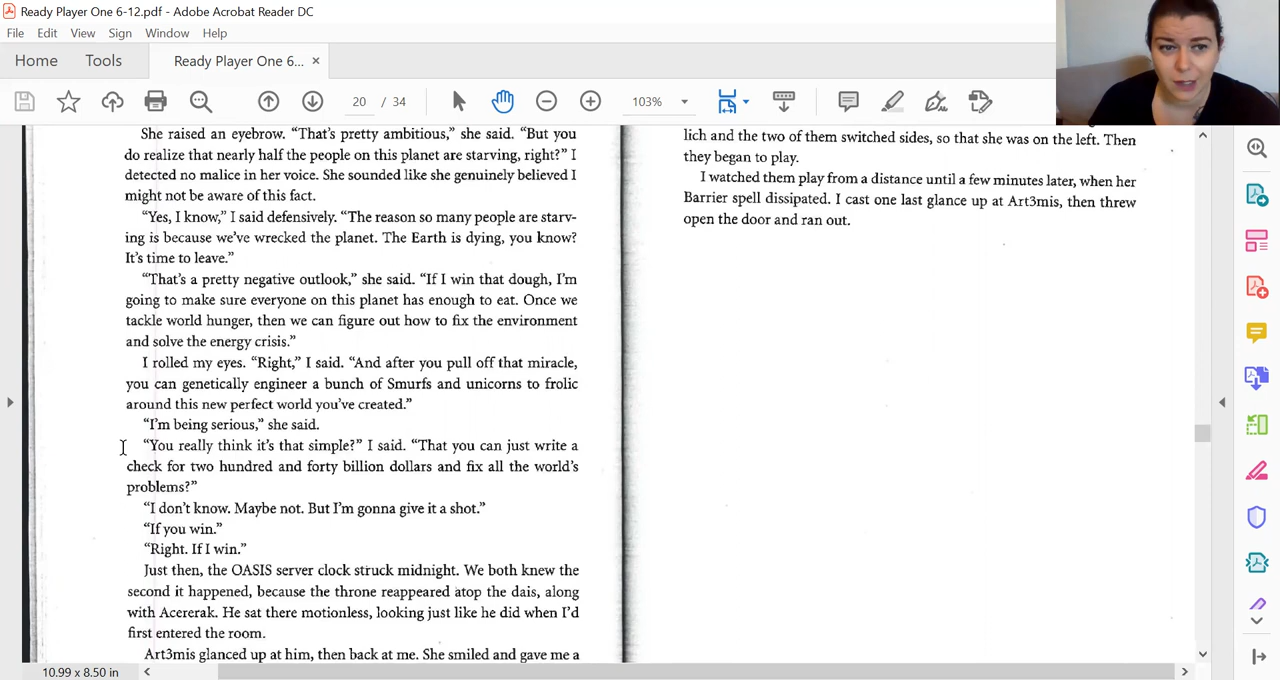 Ready Player One 6-12.pdf - Adobe Acrobat Reader DC
File Edit View Sign Window Help
Home Tools Ready Player One 6... ×
20 / 34 103%
She raised an eyebrow. “That’s pretty ambitious,” she said. “But you
do realize that nearly half the people on this planet are starving, right?” I
detected no malice in her voice. She sounded like she genuinely believed I
might not be aware of this fact.
“Yes, I know,” I said defensively. “The reason so many people are starv-
ing is because we’ve wrecked the planet. The Earth is dying, you know?
It’s time to leave.”
“That’s a pretty negative outlook,” she said. “If I win that dough, I’m
going to make sure everyone on this planet has enough to eat. Once we
tackle world hunger, then we can figure out how to fix the environment
and solve the energy crisis.”
I rolled my eyes. “Right,” I said. “And after you pull off that miracle,
you can genetically engineer a bunch of Smurfs and unicorns to frolic
around this new perfect world you’ve created.”
“I’m being serious,” she said.
“You really think it’s that simple?” I said. “That you can just write a
check for two hundred and forty billion dollars and fix all the world’s
problems?”
“I don’t know. Maybe not. But I’m gonna give it a shot.”
“If you win.”
“Right. If I win.”
Just then, the OASIS server clock struck midnight. We both knew the
second it happened, because the throne reappeared atop the dais, along
with Acererak. He sat there motionless, looking just like he did when I’d
first entered the room.
Art3mis glanced up at him, then back at me. She smiled and gave me a
lich and the two of them switched sides, so that she was on the left. Then
they began to play.
I watched them play from a distance until a few minutes later, when her
Barrier spell dissipated. I cast one last glance up at Art3mis, then threw
open the door and ran out.
10.99 x 8.50 in